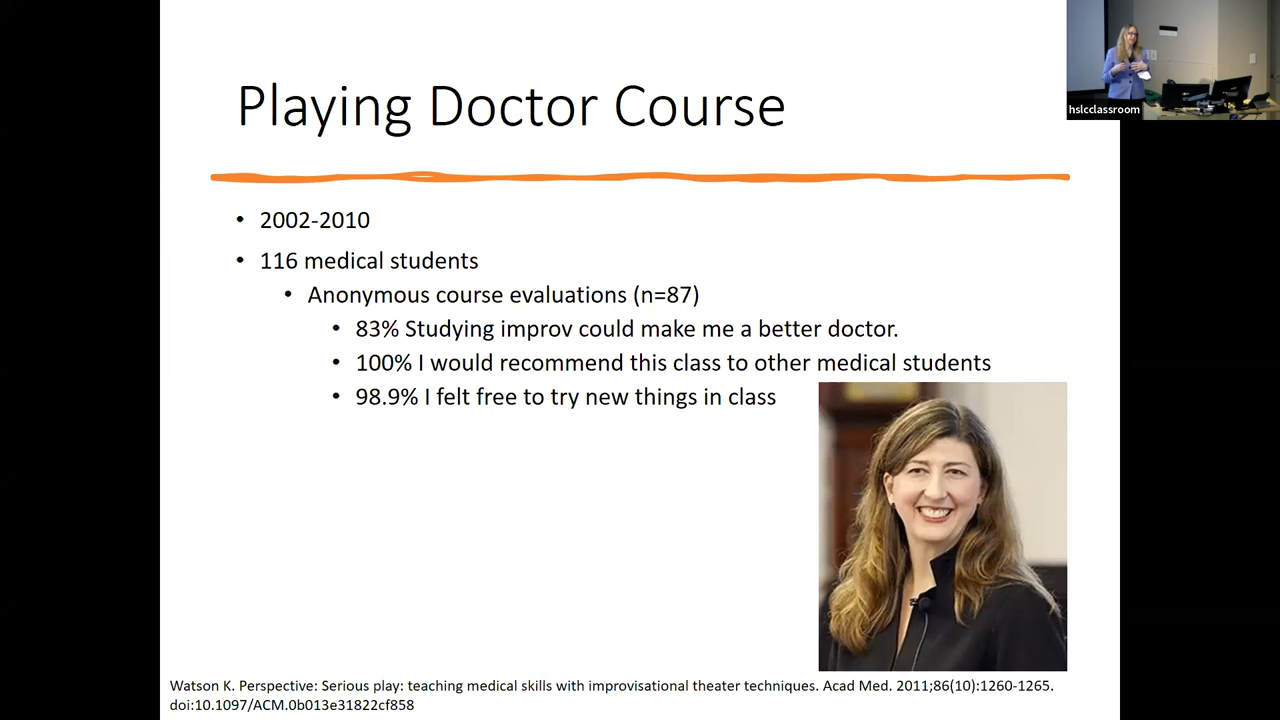 Playing Doctor Course
hslcclassroom
• 2002-2010
• 116 medical students
• Anonymous course evaluations (n=87)
• 83% Studying improv could make me a better doctor.
• 100% I would recommend this class to other medical students
• 98.9% I felt free to try new things in class
Watson K. Perspective: Serious play: teaching medical skills with improvisational theater techniques. Acad Med. 2011;86(10):1260-1265.
doi:10.1097/ACM.0b013e31822cf858